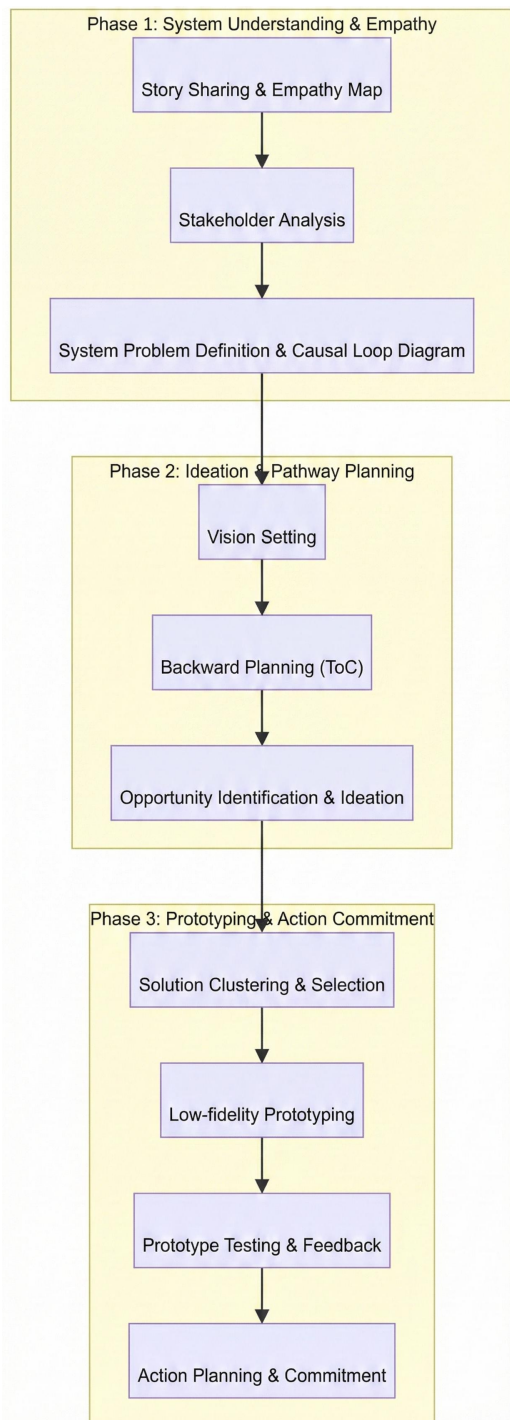 Phase 1: System Understanding & Empathy
Story Sharing & Empathy Map
Stakeholder Analysis
System Problem Definition & Causal Loop Diagram
Phase 2: Ideation & Pathway Planning
Vision Setting
Backward Planning (ToC)
Opportunity Identification & Ideation
Phase 3: Prototyping & Action Commitment
Solution Clustering & Selection
Low-fidelity Prototyping
Prototype Testing & Feedback
Action Planning & Commitment